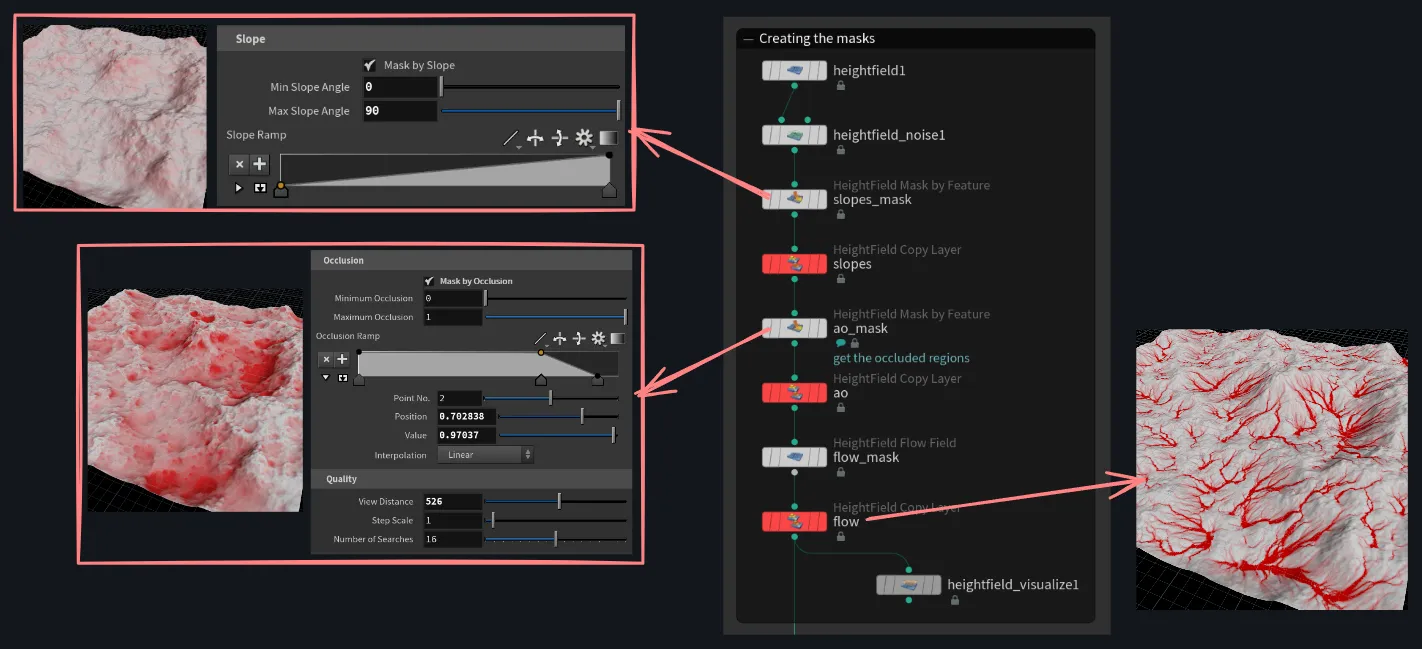 Slope
Mask by Slope
Min Slope Angle 0
Max Slope Angle 90
Slope Ramp
Occlusion
Mask by Occlusion
Minimum Occlusion 0
Maximum Occlusion 1
Occlusion Ramp
Point No. 2
Position 0.702838
Value 0.97037
Interpolation Linear
Quality
View Distance 526
Step Scale 1
Number of Searches 16
Creating the masks
heightfield1
heightfield_noise1
HeightField Mask by Feature
slopes_mask
HeightField Copy Layer
slopes
HeightField Mask by Feature
ao_mask
get the occluded regions
HeightField Copy Layer
ao
HeightField Flow Field
flow_mask
HeightField Copy Layer
flow
heightfield_visualize1